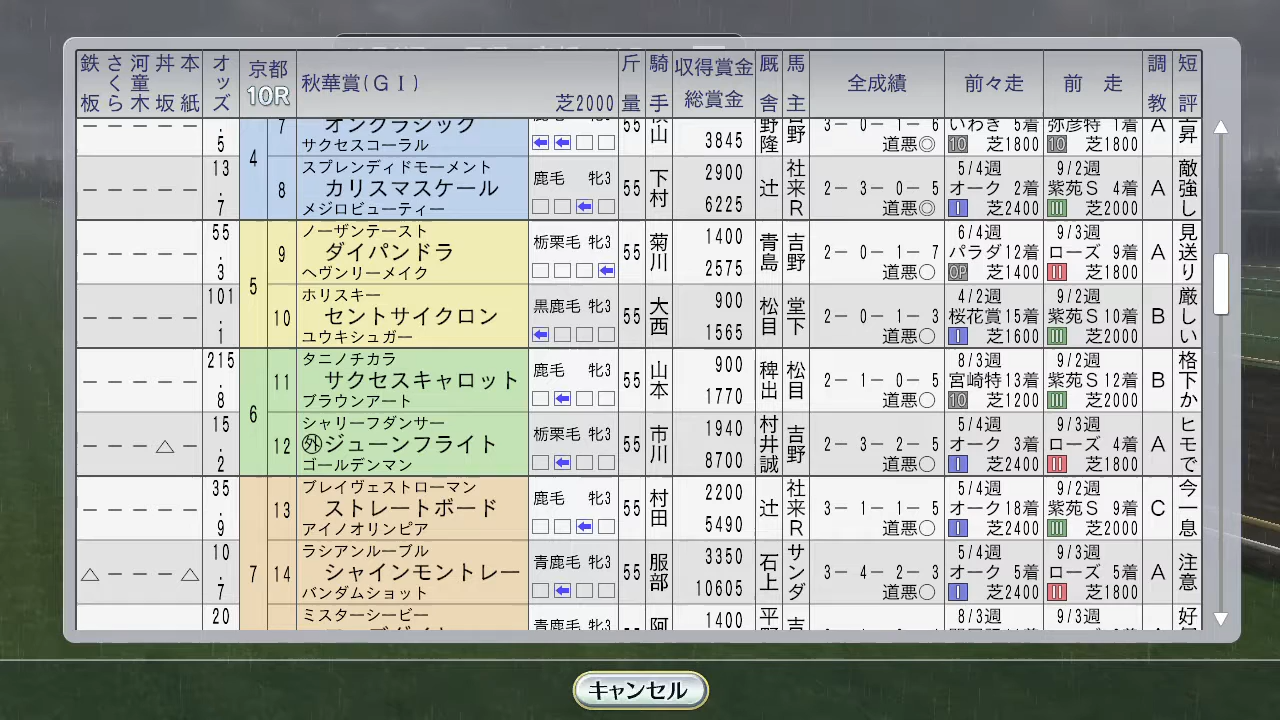 鉄板 さくら 河童木 丼坂 本紙 オッズ 京都10R 秋華賞(GⅠ) 芝2000 斤量 騎手 収得賞金 総賞金 厩舎 馬主 全成績 前々走 前走 調教 短評
－－－－－ .5 4 7 サクセスコーラル 55 山 3845 野隆 野 3－0－1－6 道悪◎ いわき 5着 10 芝1800 弥彦特 1着 10 芝1800 A 昇
－－－－－ 13.7 8 スプレンディドモーメント カリスマスケール メジロビューティー 鹿毛 牝3 55 下村 2900 6225 辻 社来R 2－3－0－5 道悪◎ 5/4週 オーク 2着 Ⅰ 芝2400 9/2週 紫苑S 4着 Ⅲ 芝2000 A 敵強し
－－－－－ 55.3 5 9 ノーザンテースト ダイパンドラ ヘヴンリーメイク 栃栗毛 牝3 55 菊川 1400 2575 青島 吉野 2－0－1－7 道悪○ 6/4週 パラダ12着 OP 芝1400 9/3週 ローズ 9着 Ⅱ 芝1800 A 見送り
－－－－－ 101.1 10 ホリスキー セントサイクロン ユウキシュガー 黒鹿毛 牝3 55 大西 900 1565 松目 堂下 2－0－1－3 道悪○ 4/2週 桜花賞15着 Ⅰ 芝1600 9/2週 紫苑S10着 Ⅲ 芝2000 B 厳しい
－－－－－ 215.8 6 11 タニノチカラ サクセスキャロット ブラウンアート 鹿毛 牝3 55 山本 900 1770 稗出 松目 2－1－0－5 道悪○ 8/3週 宮崎特13着 10 芝1200 9/2週 紫苑S12着 Ⅲ 芝2000 B 格下か
－－－△－ 15.2 12 シャリーフダンサー ㊕ジューンフライト ゴールデンマン 栃栗毛 牝3 55 市川 1940 8700 村井誠 吉野 2－3－2－5 道悪○ 5/4週 オーク 3着 Ⅰ 芝2400 9/3週 ローズ 4着 Ⅱ 芝1800 A ヒモで
－－－－－ 35.9 7 13 ブレイヴェストローマン ストレートボード アイノオリンピア 鹿毛 牝3 55 村田 2200 5490 辻 社来R 3－1－1－5 道悪○ 5/4週 オーク18着 Ⅰ 芝2400 9/2週 紫苑S 9着 Ⅲ 芝2000 C 今一息
△－－－△ 10.7 14 ラシアンルーブル シャインモントレー バンダムショット 青鹿毛 牝3 55 服部 3350 10605 石上 サンダ 3－4－2－3 道悪○ 5/4週 オーク 5着 Ⅰ 芝2400 9/3週 ローズ 5着 Ⅱ 芝1800 A 注意
20 ミスターシービー 青鹿毛 牝3 1400 平 8/3週 9/3週 好
キャンセル